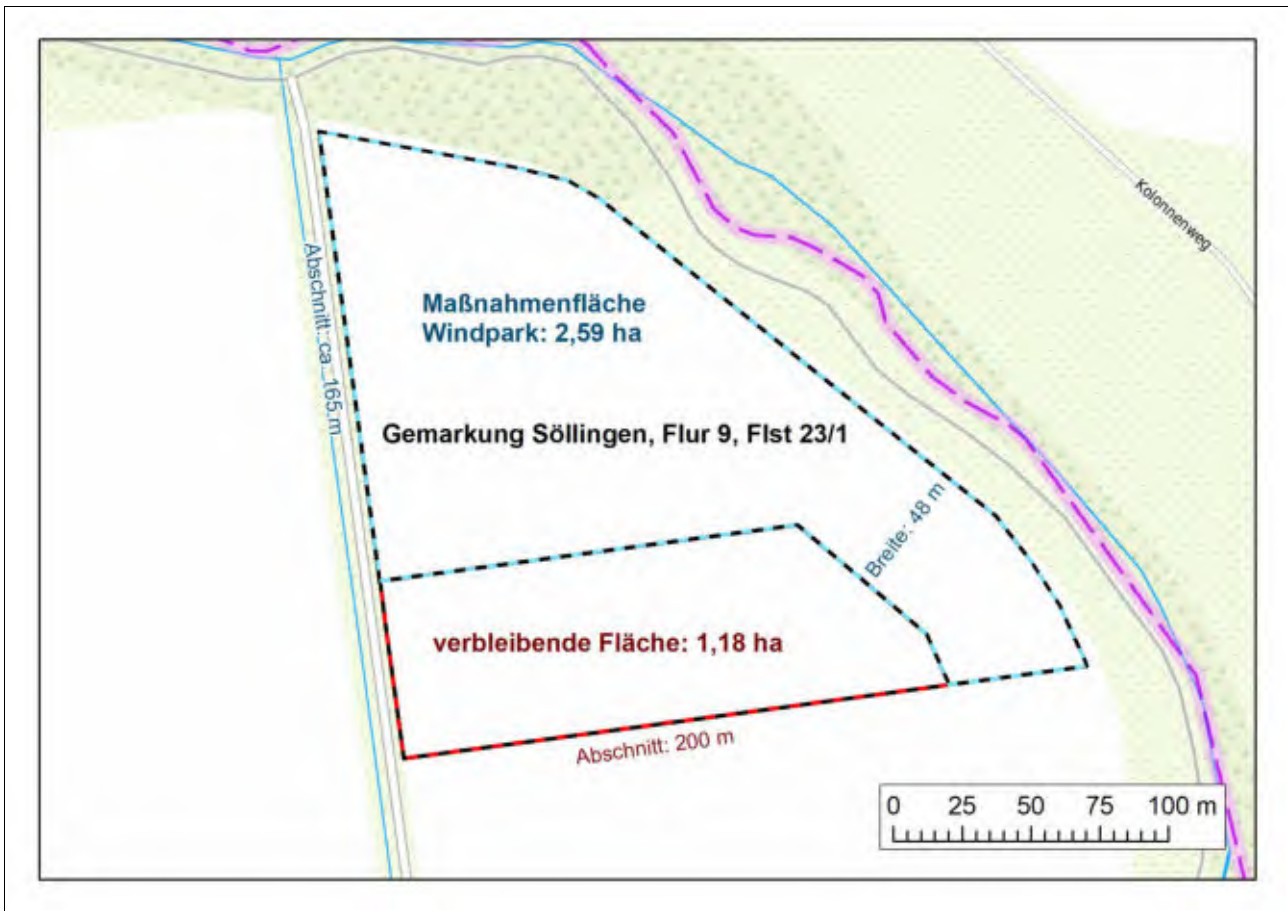 Kolonnenweg
Abschnitt: ca. 165 m
Maßnahmenfläche
Windpark: 2,59 ha
Gemarkung Söllingen, Flur 9, Flst 23/1
Breite: 48 m
verbleibende Fläche: 1,18 ha
Abschnitt: 200 m
0 25 50 75 100 m